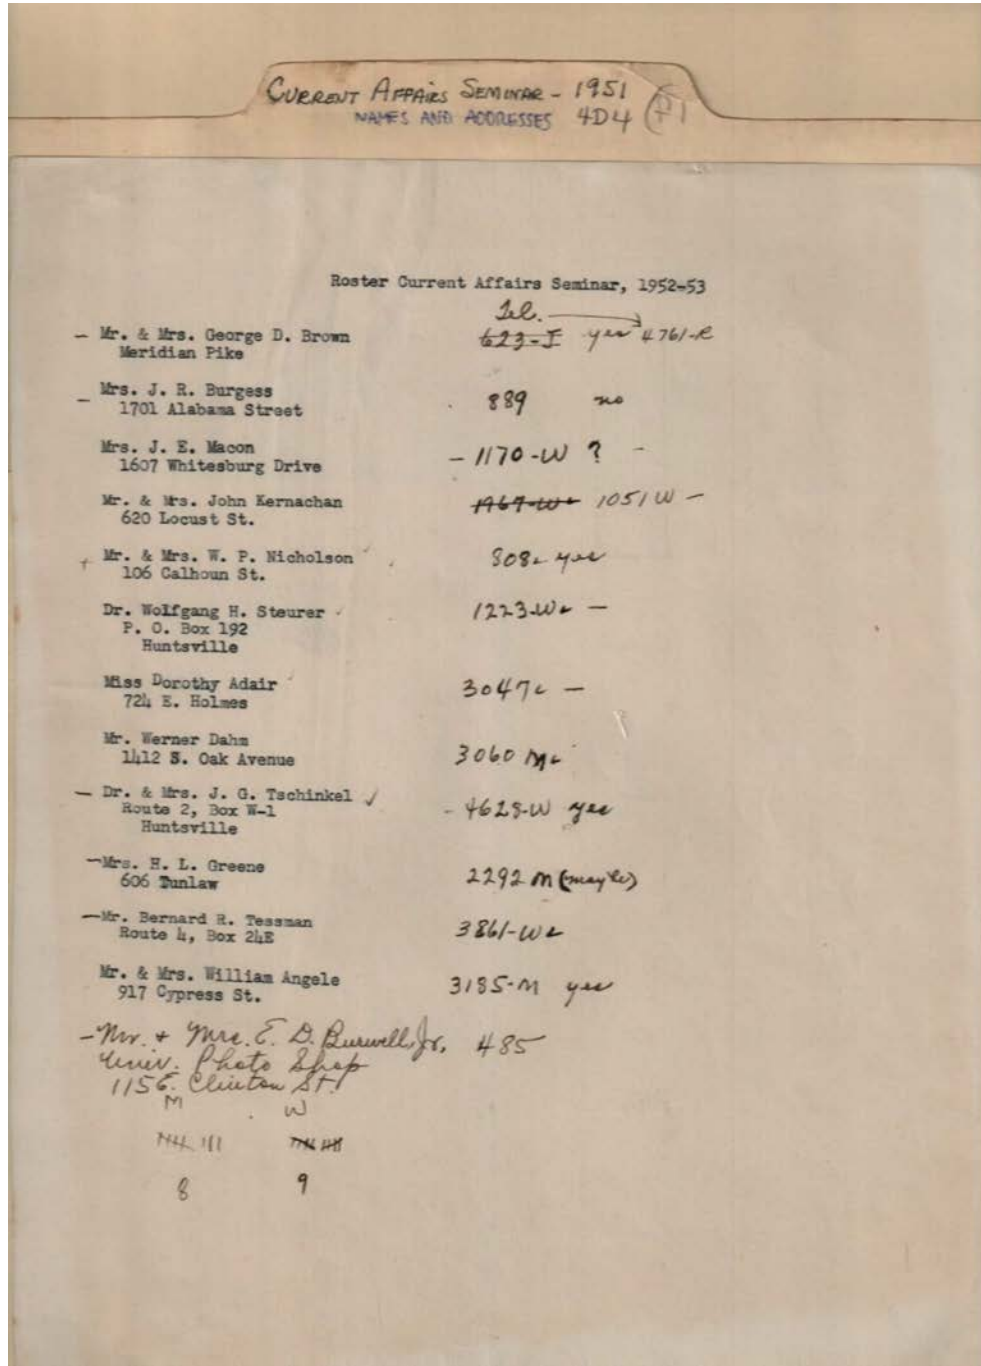 CURRENT AFFAIRS SEMINAR - 1951
NAMES AND ADDRESSES 4D4
Roster Current Affairs Seminar, 1952-53
Tel.
- Mr. & Mrs. George D. Brown 623-J yes 4761-R
Meridian Pike
- Mrs. J. R. Burgess 889 no
1701 Alabama Street
Mrs. J. E. Macon - 1170-W ? -
1607 Whitesburg Drive
Mr. & Mrs. John Kernachan 1967-W 1051 W -
620 Locust St.
Mr. & Mrs. W. P. Nicholson 808 yes
106 Calhoun St.
Dr. Wolfgang H. Steurer 1223-W -
P. O. Box 192
Huntsville
Miss Dorothy Adair 3047 -
724 E. Holmes
Mr. Werner Dahm 3060 M
1412 S. Oak Avenue
- Dr. & Mrs. J. G. Tschinkel ✓ - 4628-W yes
Route 2, Box W-1
Huntsville
- Mrs. H. L. Greene 2292 M (maybe)
606 Tunlaw
- Mr. Bernard R. Tessman 3861-W
Route 4, Box 24E
Mr. & Mrs. William Angele 3185-M yes
917 Cypress St.
- Mr. + Mrs. E. D. Burwell, Jr. 485
Univ. Photo Shop
115 E. Clinton St.
M W
8 9